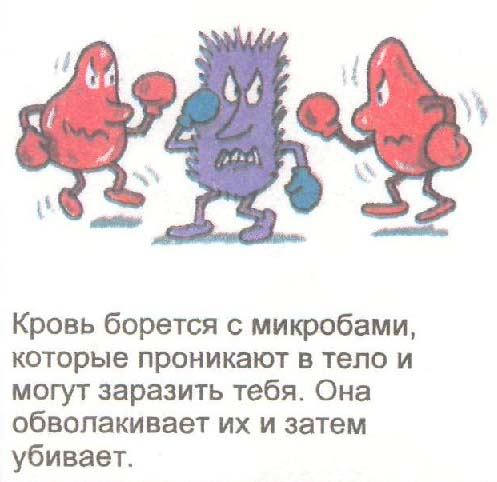 Кровь борется с микробами,
которые проникают в тело и
могут заразить тебя. Она
обволакивает их и затем
убивает.